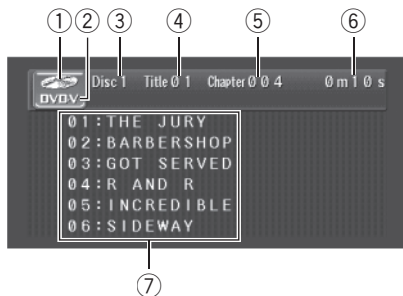 ① ② ③ ④ ⑤ ⑥
Disc 1 Title 0 1 Chapter 0 0 4 0 m 1 0 s
DVD V
01:THE JURY
02:BARBERSHOP
03:GOT SERVED
04:R AND R
05:INCREDIBLE
06:SIDEWAY
⑦